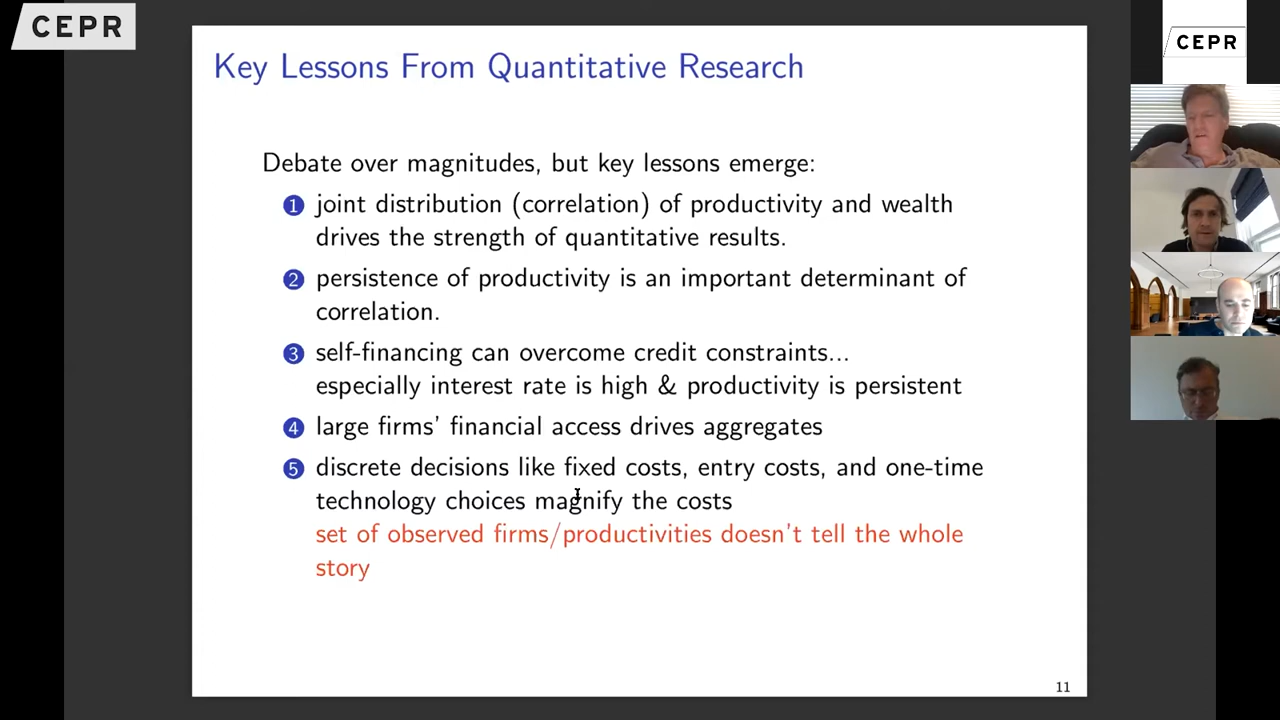 CEPR
CEPR
Key Lessons From Quantitative Research
Debate over magnitudes, but key lessons emerge:
1 joint distribution (correlation) of productivity and wealth
drives the strength of quantitative results.
2 persistence of productivity is an important determinant of
correlation.
3 self-financing can overcome credit constraints...
especially interest rate is high & productivity is persistent
4 large firms' financial access drives aggregates
5 discrete decisions like fixed costs, entry costs, and one-time
technology choices magnify the costs
set of observed firms/productivities doesn't tell the whole
story
11